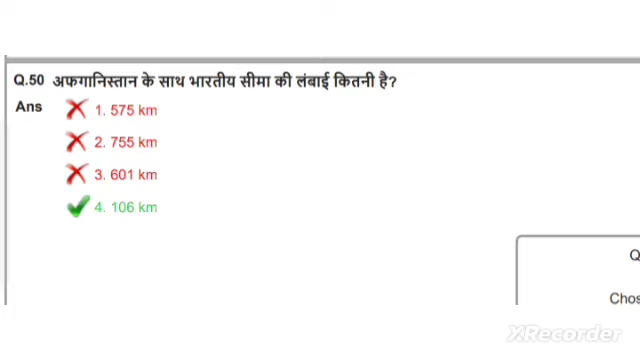 Q.50 अफगानिस्तान के साथ भारतीय सीमा की लंबाई कितनी है?
Ans 1. 575 km
2. 755 km
3. 601 km
4. 106 km
Q
Chos
XRecorder